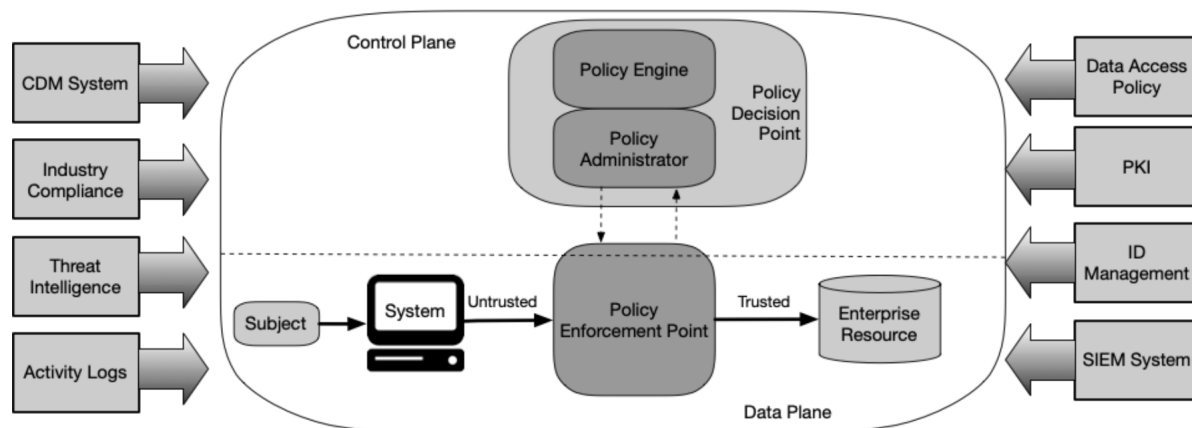 Control Plane
CDM System
Industry
Compliance
Threat
Intelligence
Activity Logs
Policy Engine
Policy
Administrator
Policy
Decision
Point
Subject
System
Untrusted
Policy
Enforcement Point
Trusted
Enterprise
Resource
Data Plane
Data Access
Policy
PKI
ID
Management
SIEM System